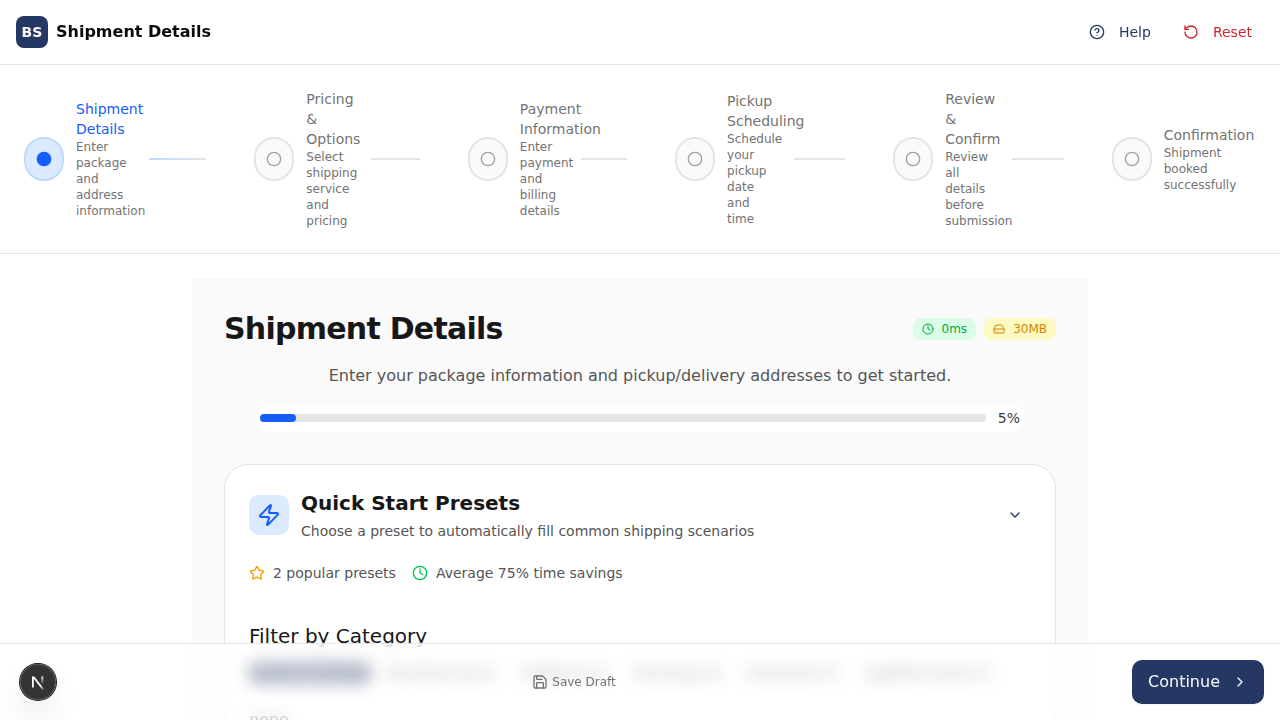 BS Shipment Details
Help
Reset
Shipment
Details
Enter
package
and
address
information
Pricing
&
Options
Select
shipping
service
and
pricing
Payment
Information
Enter
payment
and
billing
details
Pickup
Scheduling
Schedule
your
pickup
date
and
time
Review
&
Confirm
Review
all
details
before
submission
Confirmation
Shipment
booked
successfully
Shipment Details
0ms
30MB
Enter your package information and pickup/delivery addresses to get started.
5%
Quick Start Presets
Choose a preset to automatically fill common shipping scenarios
2 popular presets
Average 75% time savings
Filter by Category
N
Save Draft
Continue